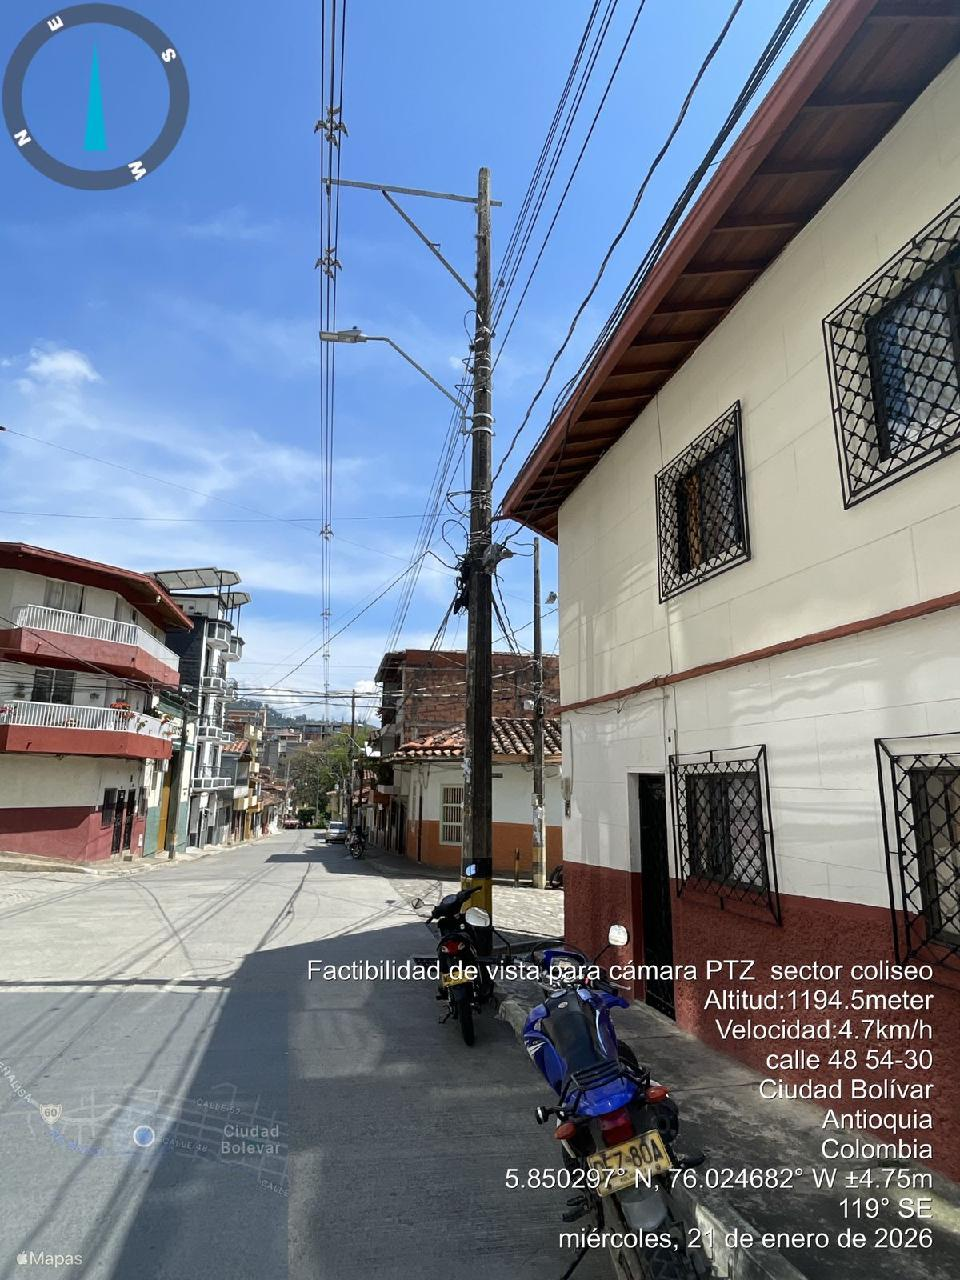 E
S
N
W
Factibilidad de vista para cámara PTZ  sector coliseo
Altitud:1194.5meter
Velocidad:4.7km/h
calle 48 54-30
Ciudad Bolívar
Antioquia
Colombia
5.850297° N, 76.024682° W ±4.75m
119° SE
miércoles, 21 de enero de 2026
60
CALLE 48
Ciudad
Bolevar
Mapas